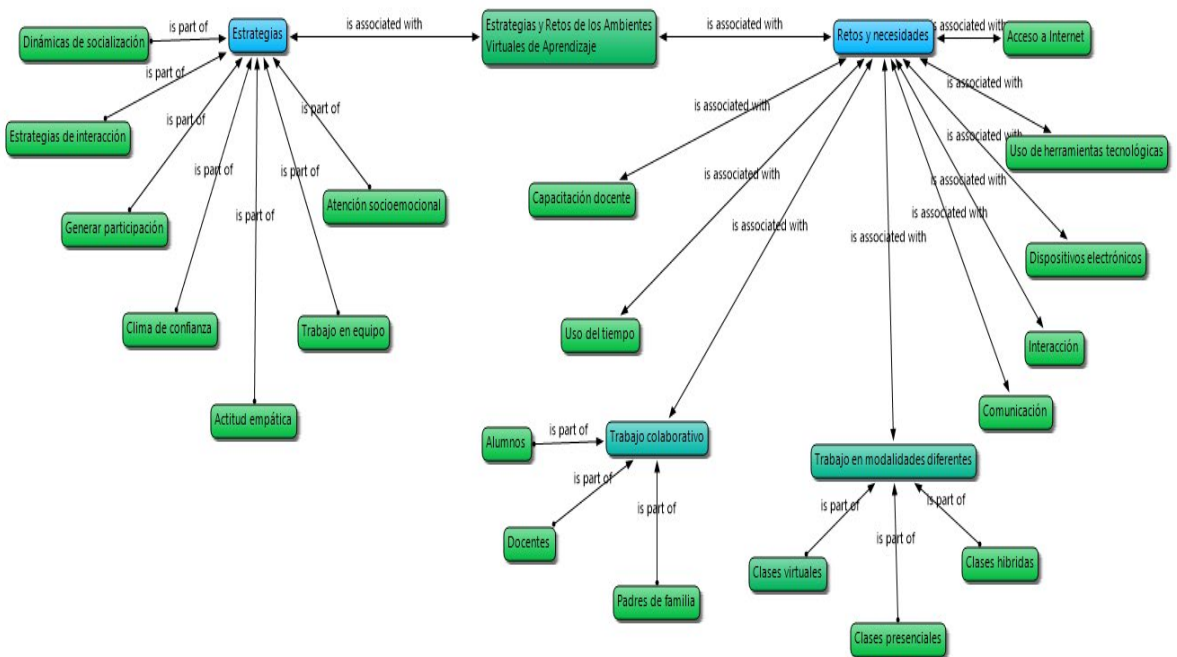 Dinámicas de socialización
is part of
Estrategias
is associated with
Estrategias y Retos de los Ambientes
Virtuales de Aprendizaje
is associated with
Retos y necesidades
is associated with
Acceso a Internet
is part of
Estrategias de interacción
is part of
Generar participación
is part of
Clima de confianza
is part of
Actitud empática
is part of
Trabajo en equipo
is part of
Atención socioemocional
is associated with
Capacitación docente
is associated with
Uso del tiempo
is associated with
Trabajo colaborativo
is associated with
Trabajo en modalidades diferentes
is associated with
Uso de herramientas tecnológicas
is associated with
Dispositivos electrónicos
is associated with
Interacción
is associated with
Comunicación
Alumnos
is part of
Docentes
is part of
Padres de familia
is part of
Clases virtuales
is part of
Clases presenciales
is part of
Clases hibridas
is part of